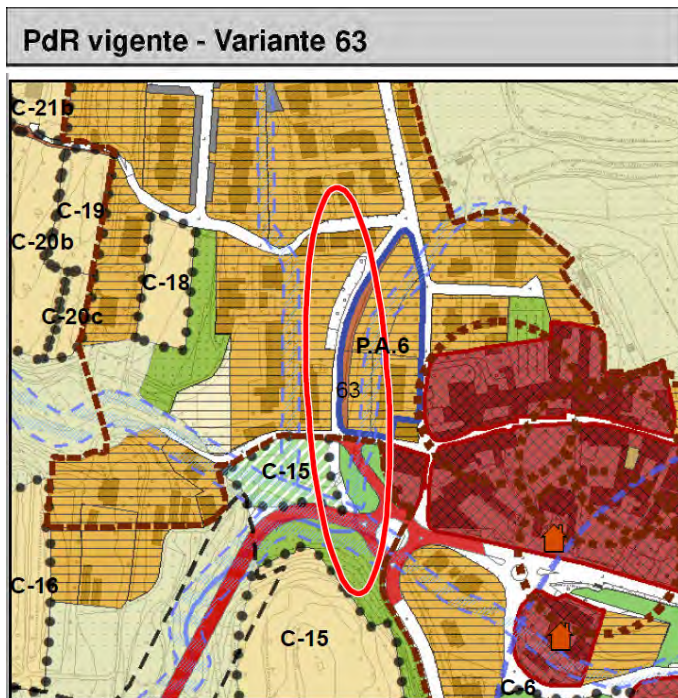 PdR vigente - Variante 63
C-21b
C-19
C-20b
C-18
C-20c
P.A.6
63
C-15
C-16
C-15
C-6